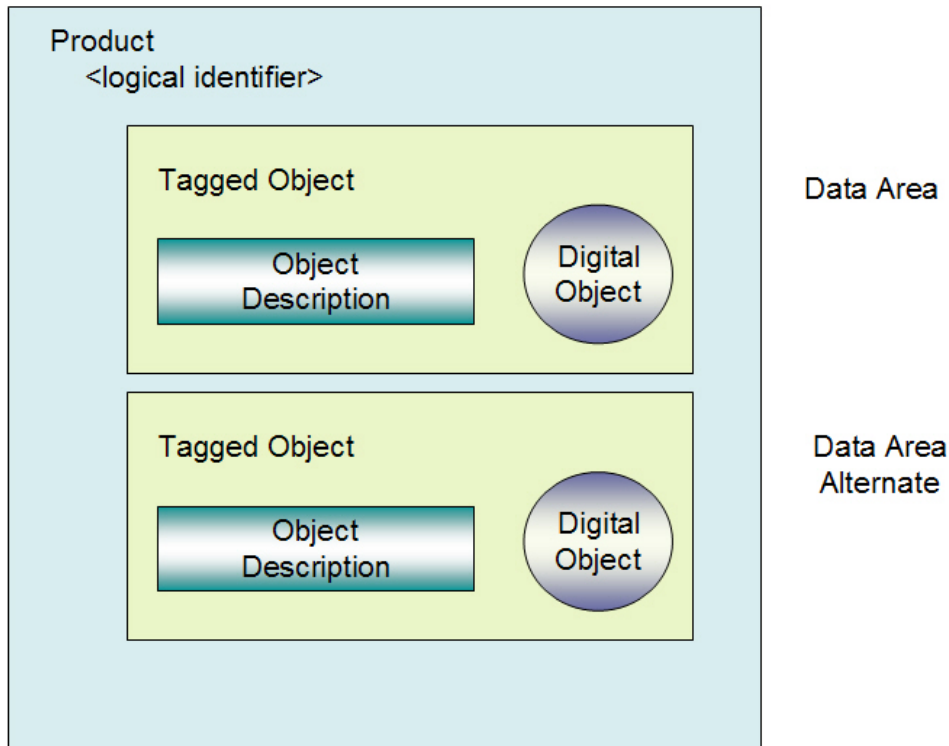 Product
<logical identifier>
Tagged Object
Object
Description
Digital
Object
Data Area
Tagged Object
Object
Description
Digital
Object
Data Area
Alternate